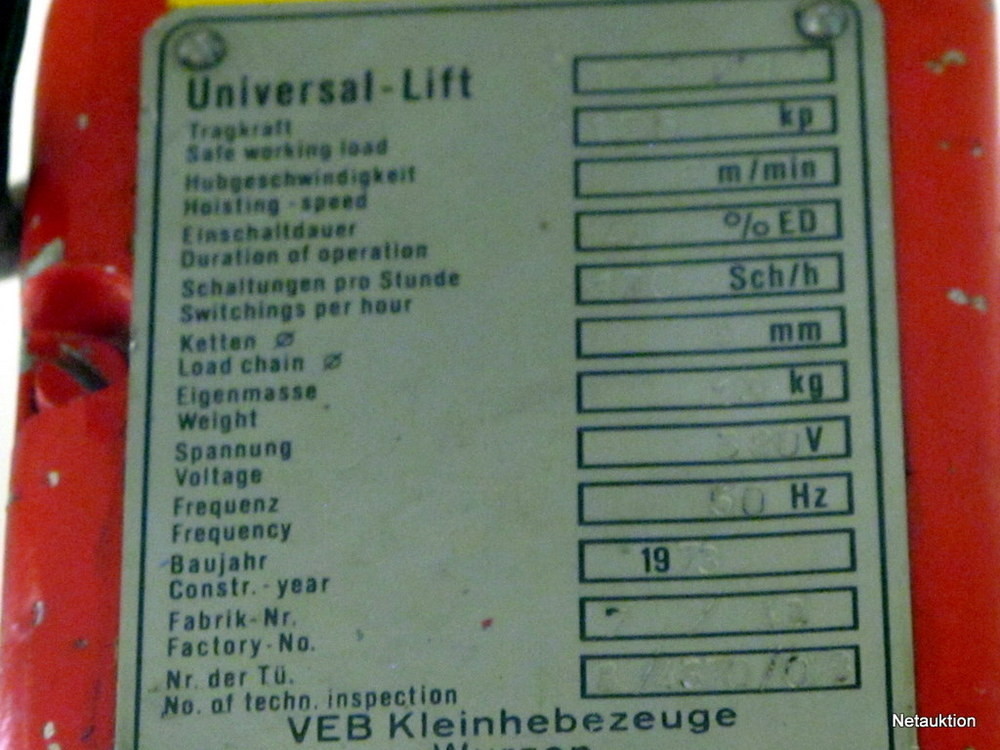 Universal-Lift
Tragkraft
Safe working load
kp
Hubgeschwindigkeit
Hoisting-speed
m/min
Einschaltdauer
Duration of operation
% ED
Schaltungen pro Stunde
Switchings per hour
Sch/h
Ketten Ø
Load chain Ø
mm
Eigenmasse
Weight
kg
Spannung
Voltage
380 V
Frequenz
Frequency
50 Hz
Baujahr
Constr.-year
19
Fabrik-Nr.
Factory-No.
Nr. der Tü.
No. of techn. inspection
VEB Kleinhebezeuge
Wurzen
Netauktion